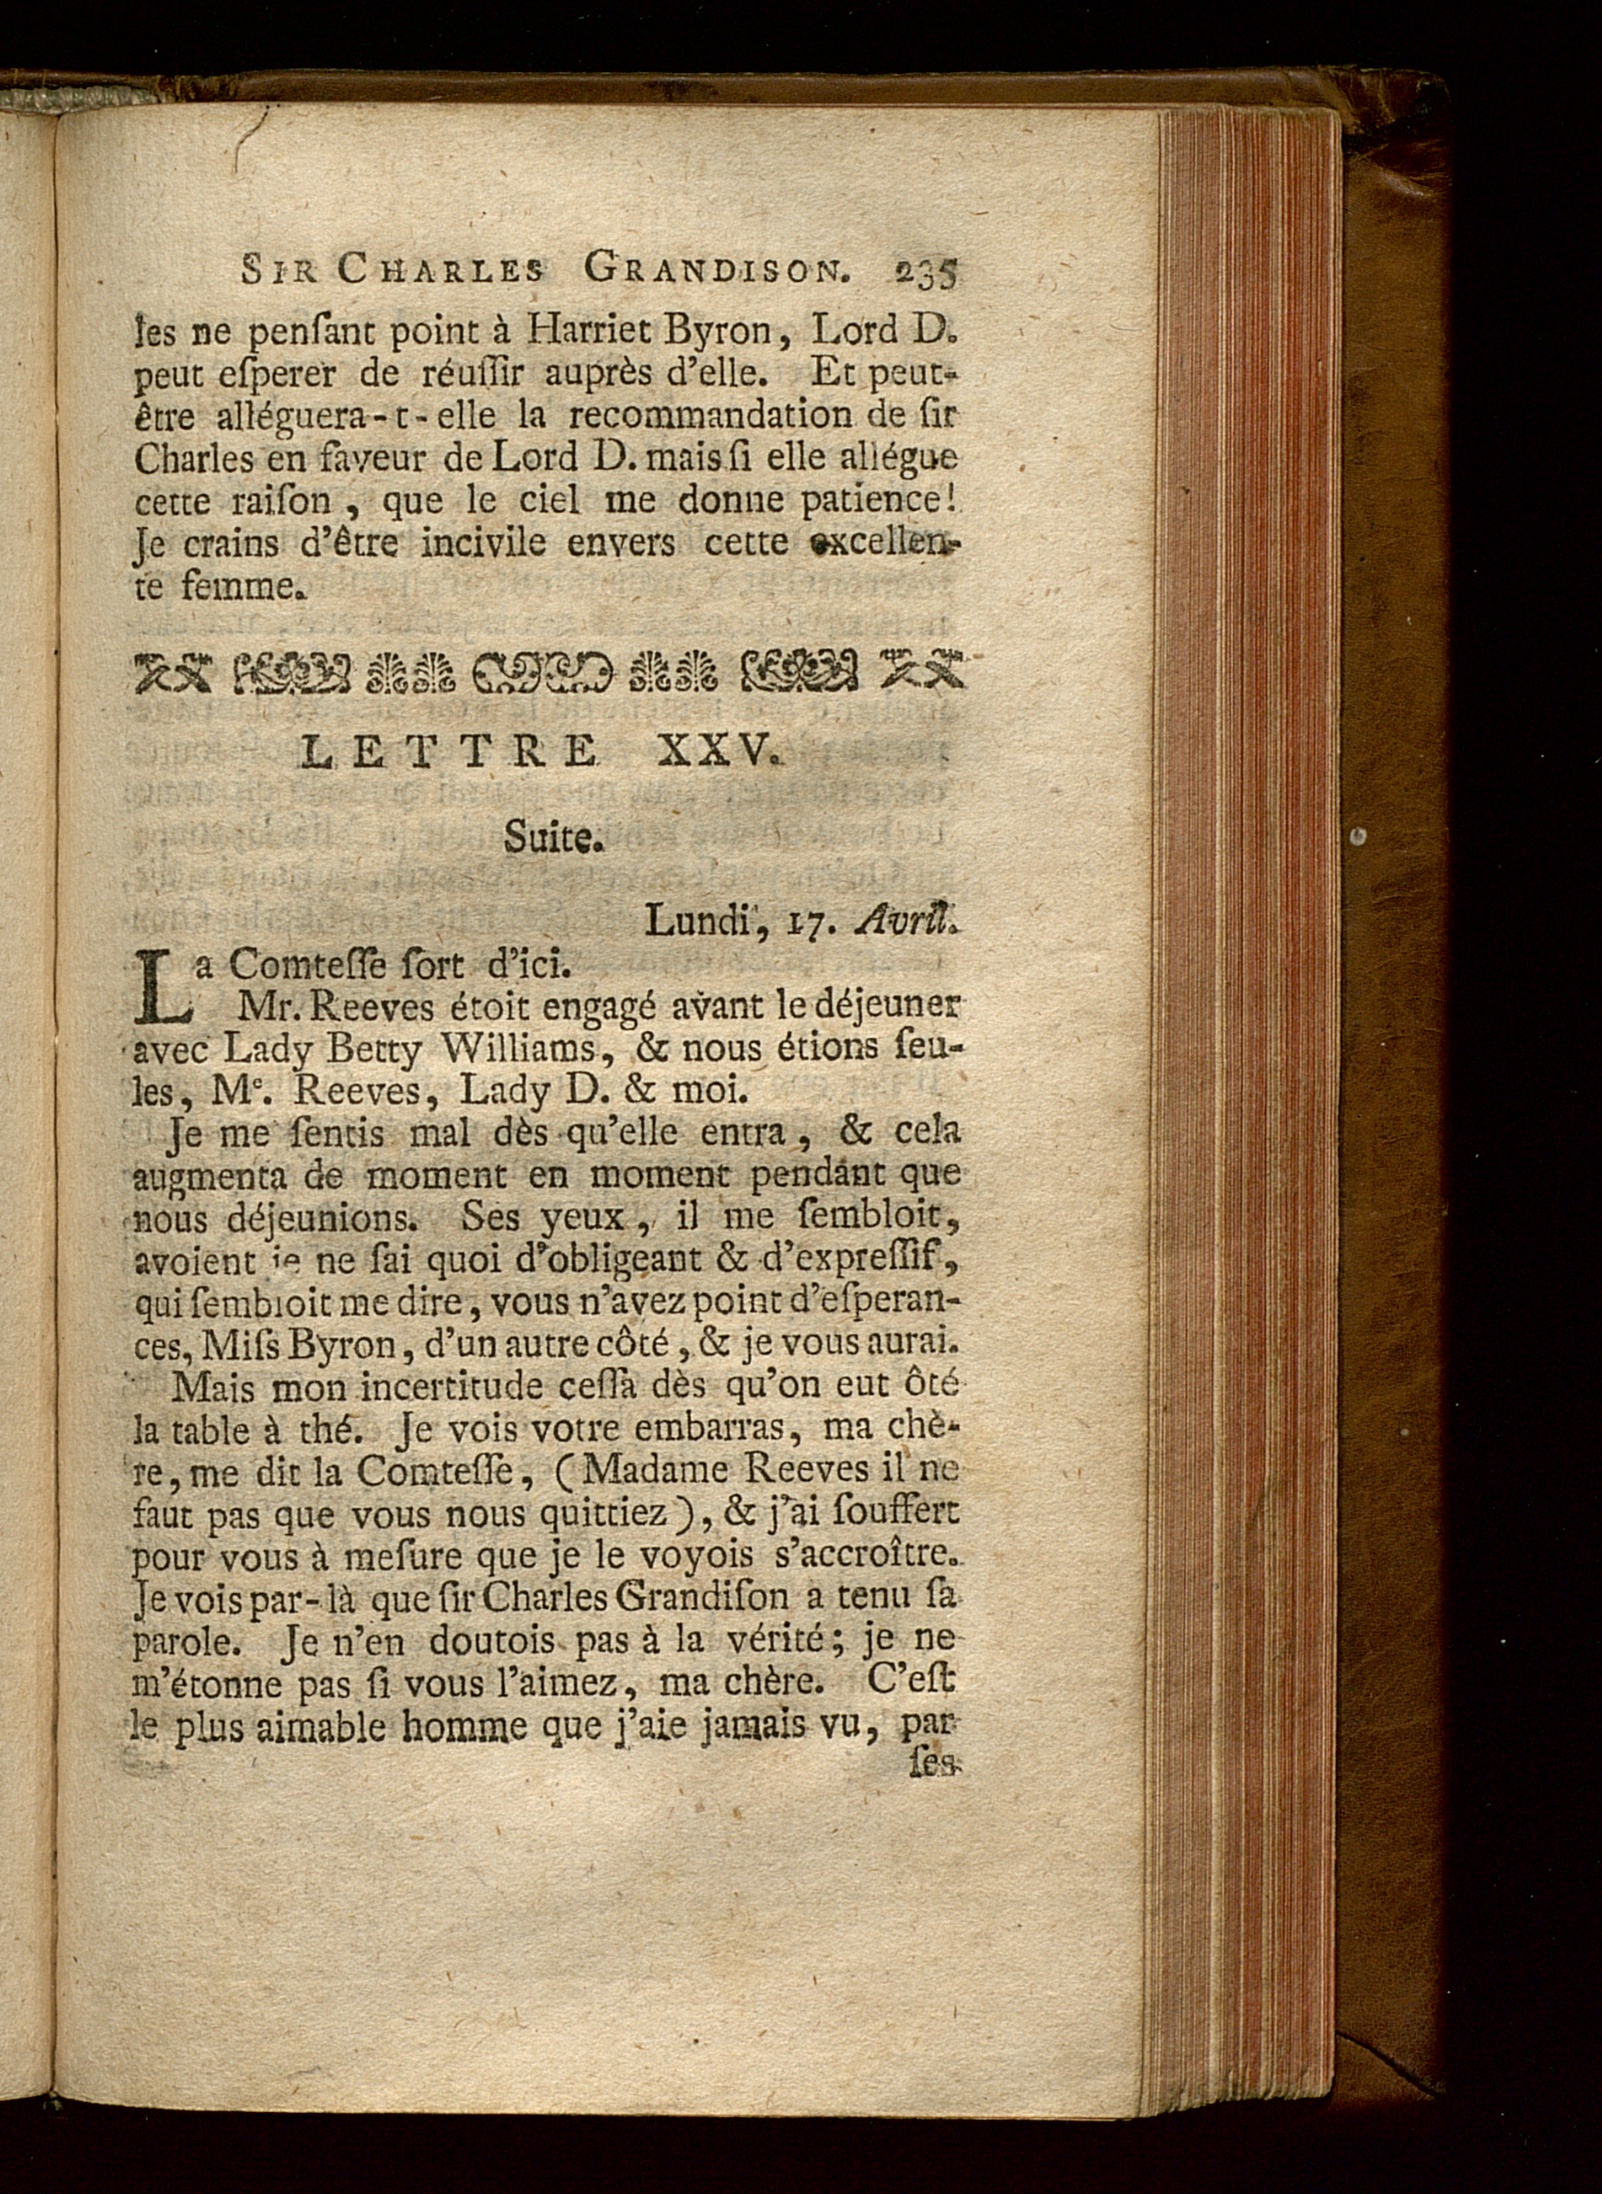 SIR CHARLES GRANDISON. 235
les ne penſant point à Harriet Byron, Lord D.
peut eſperer de réuſſir auprès d'elle. Et peut-
être alléguera-t-elle la recommandation de ſir
Charles en faveur de Lord D. mais ſi elle allégue
cette raiſon, que le ciel me donne patience!
Je crains d'être incivile envers cette excellen-
te femme.
LETTRE XXV.
Suite.
Lundi, 17. Avril.
La Comteſſe ſort d'ici.
Mr. Reeves étoit engagé avant le déjeuner
avec Lady Betty Williams, & nous étions ſeu-
les, Me. Reeves, Lady D. & moi.
Je me ſentis mal dès qu'elle entra, & cela
augmenta de moment en moment pendant que
nous déjeunions. Ses yeux, il me ſembloit,
avoient je ne ſai quoi d'obligeant & d'expreſſif,
qui ſembloit me dire, vous n'avez point d'eſperan-
ces, Miſs Byron, d'un autre côté, & je vous aurai.
Mais mon incertitude ceſſa dès qu'on eut ôté
la table à thé. Je vois votre embarras, ma chè-
re, me dit la Comteſſe, (Madame Reeves il ne
faut pas que vous nous quittiez), & j'ai ſouffert
pour vous à meſure que je le voyois s'accroître.
Je vois par-là que ſir Charles Grandiſon a tenu ſa
parole. Je n'en doutois pas à la vérité; je ne
m'étonne pas ſi vous l'aimez, ma chère. C'eſt
le plus aimable homme que j'aie jamais vu, par
ſes